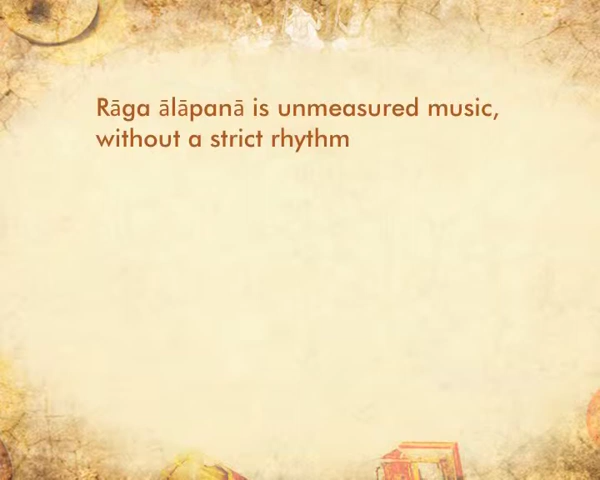 Rāga ālāpanā is unmeasured music,
without a strict rhythm